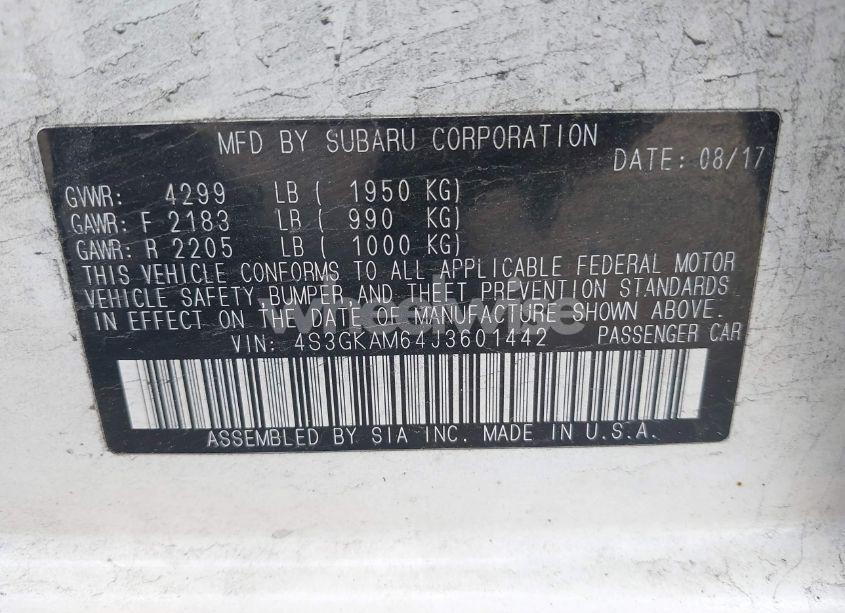 MFD BY SUBARU CORPORATION
DATE: 08/17
GVWR: 4299 LB ( 1950 KG)
GAWR: F 2183 LB ( 990 KG)
GAWR: R 2205 LB ( 1000 KG)
THIS VEHICLE CONFORMS TO ALL APPLICABLE FEDERAL MOTOR
VEHICLE SAFETY, BUMPER AND THEFT PREVENTION STANDARDS
IN EFFECT ON THE DATE OF MANUFACTURE SHOWN ABOVE.
VIN: 4S3GKAM64J3601442 PASSENGER CAR
ASSEMBLED BY SIA INC. MADE IN U.S.A.
wheelwise